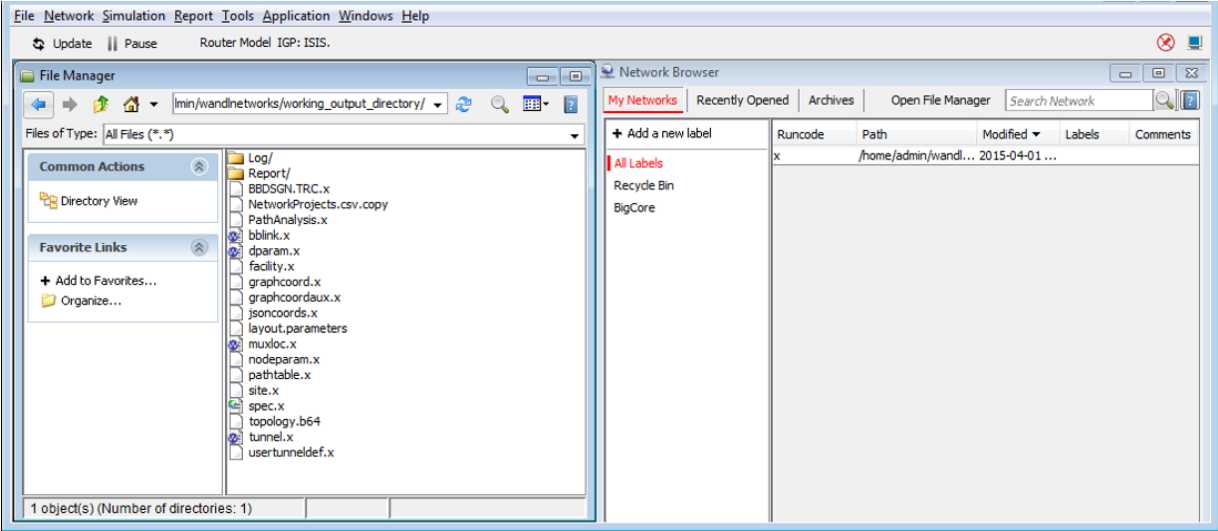 File Network Simulation Report Tools Application Windows Help
Update Pause Router Model IGP: ISIS.
File Manager
lmin/wandlnetworks/working_output_directory/
Files of Type: All Files (*.*)
Common Actions
Directory View
Favorite Links
Add to Favorites...
Organize...
Log/
Report/
BBDSGN.TRC.x
NetworkProjects.csv.copy
PathAnalysis.x
bblink.x
dparam.x
facility.x
graphcoord.x
graphcoordaux.x
jsoncoords.x
layout.parameters
muxloc.x
nodeparam.x
pathtable.x
site.x
spec.x
topology.b64
tunnel.x
usertunneldef.x
1 object(s) (Number of directories: 1)
Network Browser
My Networks Recently Opened Archives Open File Manager Search Network
+ Add a new label
All Labels
Recycle Bin
BigCore
Runcode Path Modified Labels Comments
x /home/admin/wandl... 2015-04-01 ...